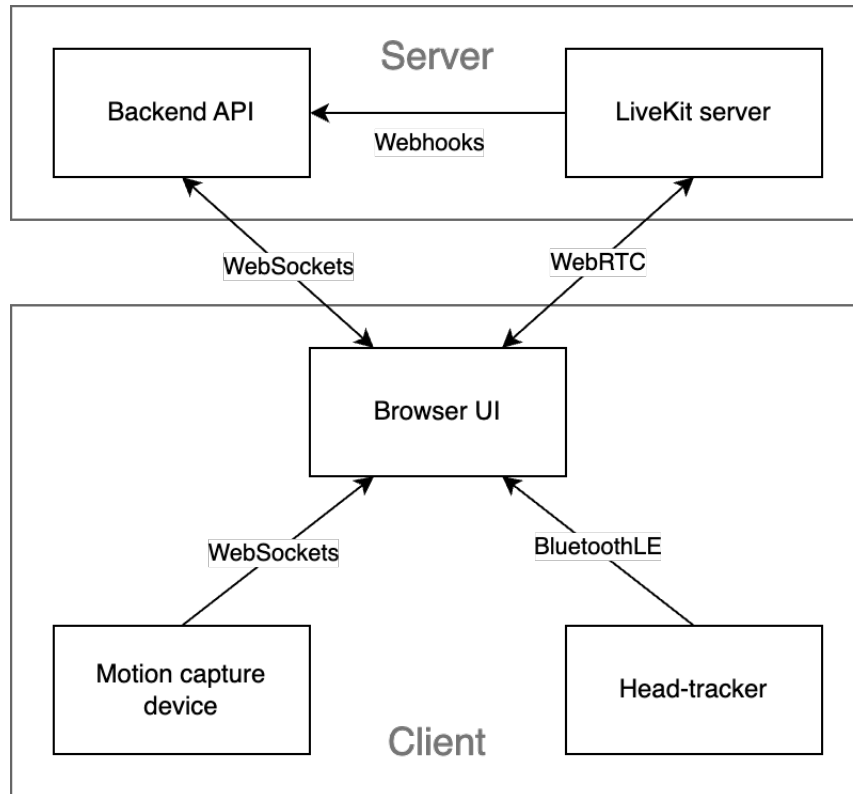 Server
Backend API
LiveKit server
Webhooks
WebSockets
WebRTC
Browser UI
WebSockets
BluetoothLE
Motion capture
device
Head-tracker
Client